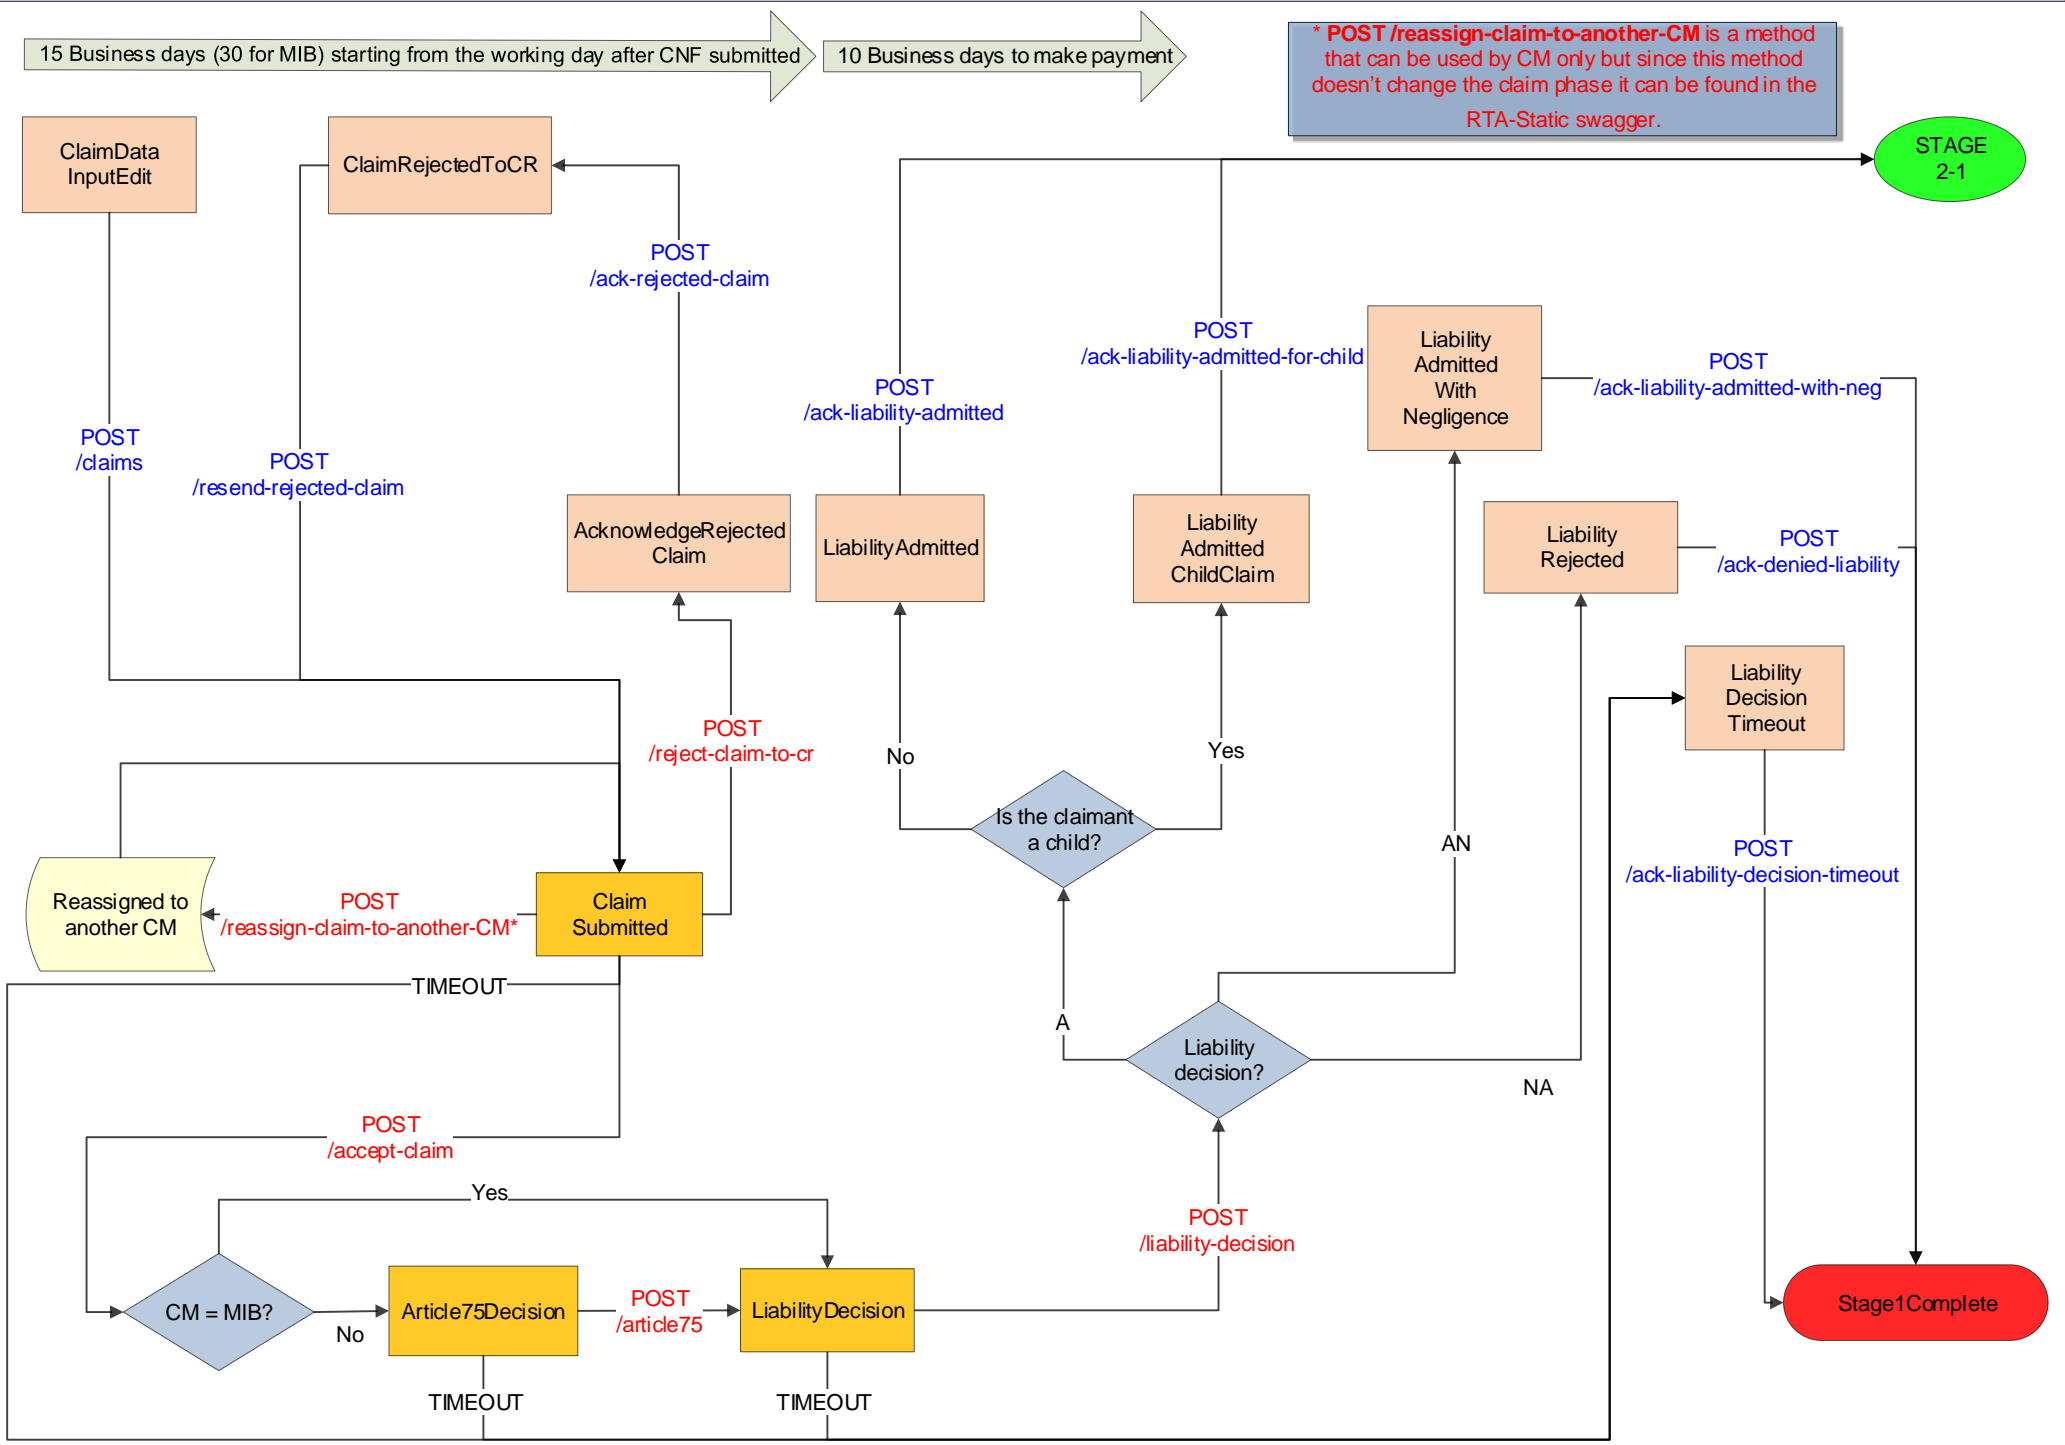 15 Business days (30 for MIB) starting from the working day after CNF submitted
10 Business days to make payment
* POST /reassign-claim-to-another-CM is a method
that can be used by CM only but since this method
doesn't change the claim phase it can be found in the
RTA-Static swagger.
ClaimData
InputEdit
ClaimRejectedToCR
STAGE
2-1
POST
/ack-rejected-claim
POST
/ack-liability-admitted-for-child
Liability
Admitted
With
Negligence
POST
/ack-liability-admitted-with-neg
POST
/ack-liability-admitted
POST
/claims
POST
/resend-rejected-claim
AcknowledgeRejected
Claim
LiabilityAdmitted
Liability
Admitted
ChildClaim
Liability
Rejected
POST
/ack-denied-liability
Liability
Decision
Timeout
POST
/reject-claim-to-cr
No
Yes
Is the claimant
a child?
AN
POST
/ack-liability-decision-timeout
Reassigned to
another CM
POST
/reassign-claim-to-another-CM*
Claim
Submitted
TIMEOUT
A
Liability
decision?
NA
POST
/accept-claim
Yes
POST
/liability-decision
CM = MIB?
No
Article75Decision
POST
/article75
LiabilityDecision
Stage1Complete
TIMEOUT
TIMEOUT